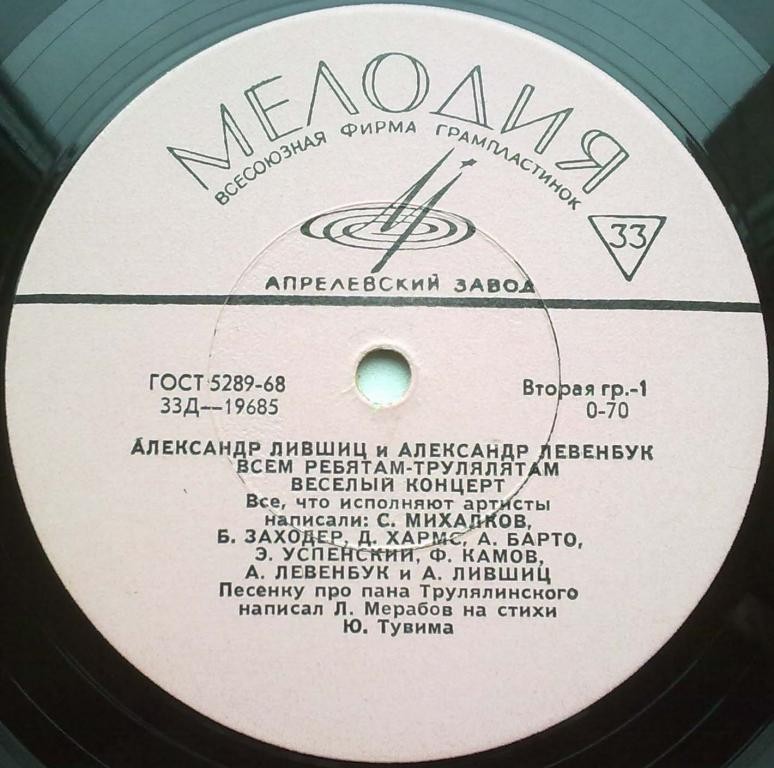 МЕЛОДИЯ
ВСЕСОЮЗНАЯ ФИРМА ГРАМПЛАСТИНОК
33
АПРЕЛЕВСКИЙ ЗАВОД
ГОСТ 5289-68
Вторая гр.-1
33Д—19685
0-70
АЛЕКСАНДР ЛИВШИЦ и АЛЕКСАНДР ЛЕВЕНБУК
ВСЕМ РЕБЯТАМ-ТРУЛЯЛЯТАМ
ВЕСЕЛЫЙ КОНЦЕРТ
Все, что исполняют артисты
написали: С. МИХАЛКОВ,
Б. ЗАХОДЕР, Д. ХАРМС, А. БАРТО,
Э. УСПЕНСКИЙ, Ф. КАМОВ,
А. ЛЕВЕНБУК и А. ЛИВШИЦ
Песенку про пана Трулялинского
написал Л. Мерабов на стихи
Ю. Тувима